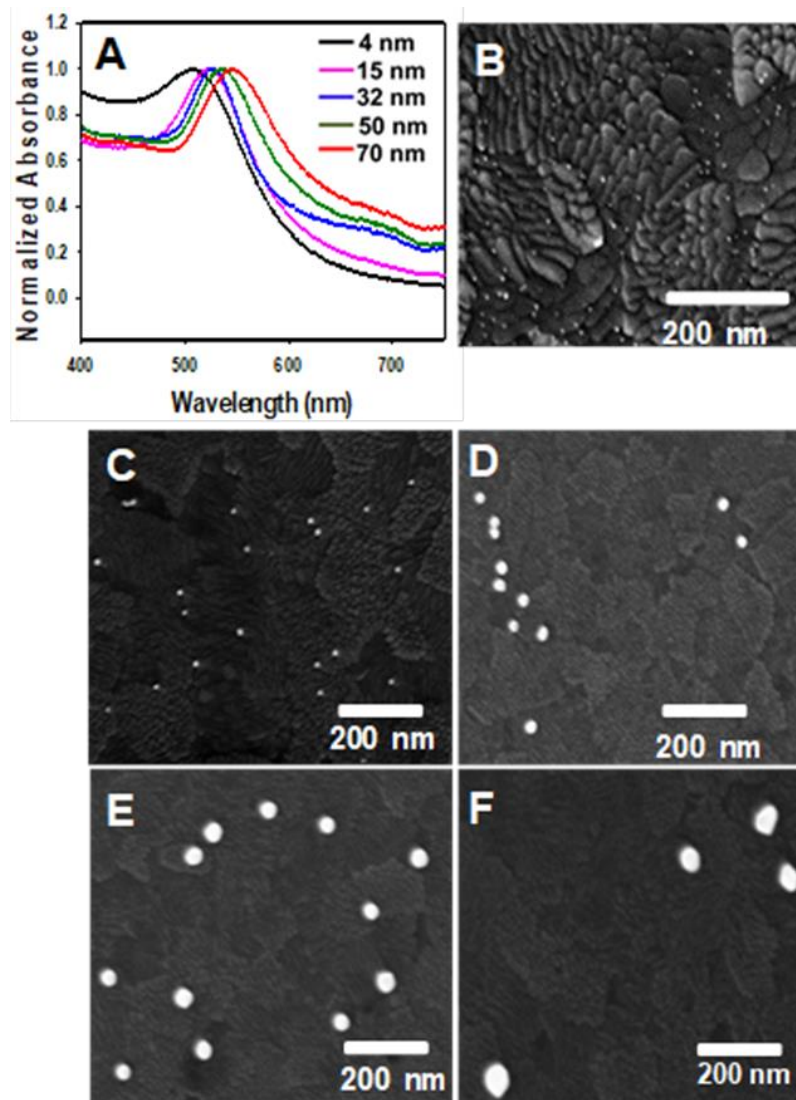 A
1.2
1.0
0.8
0.6
0.4
0.2
0.0
Normalized Absorbance
400 500 600 700
Wavelength (nm)
4 nm
15 nm
32 nm
50 nm
70 nm
B
200 nm
C
200 nm
D
200 nm
E
200 nm
F
200 nm